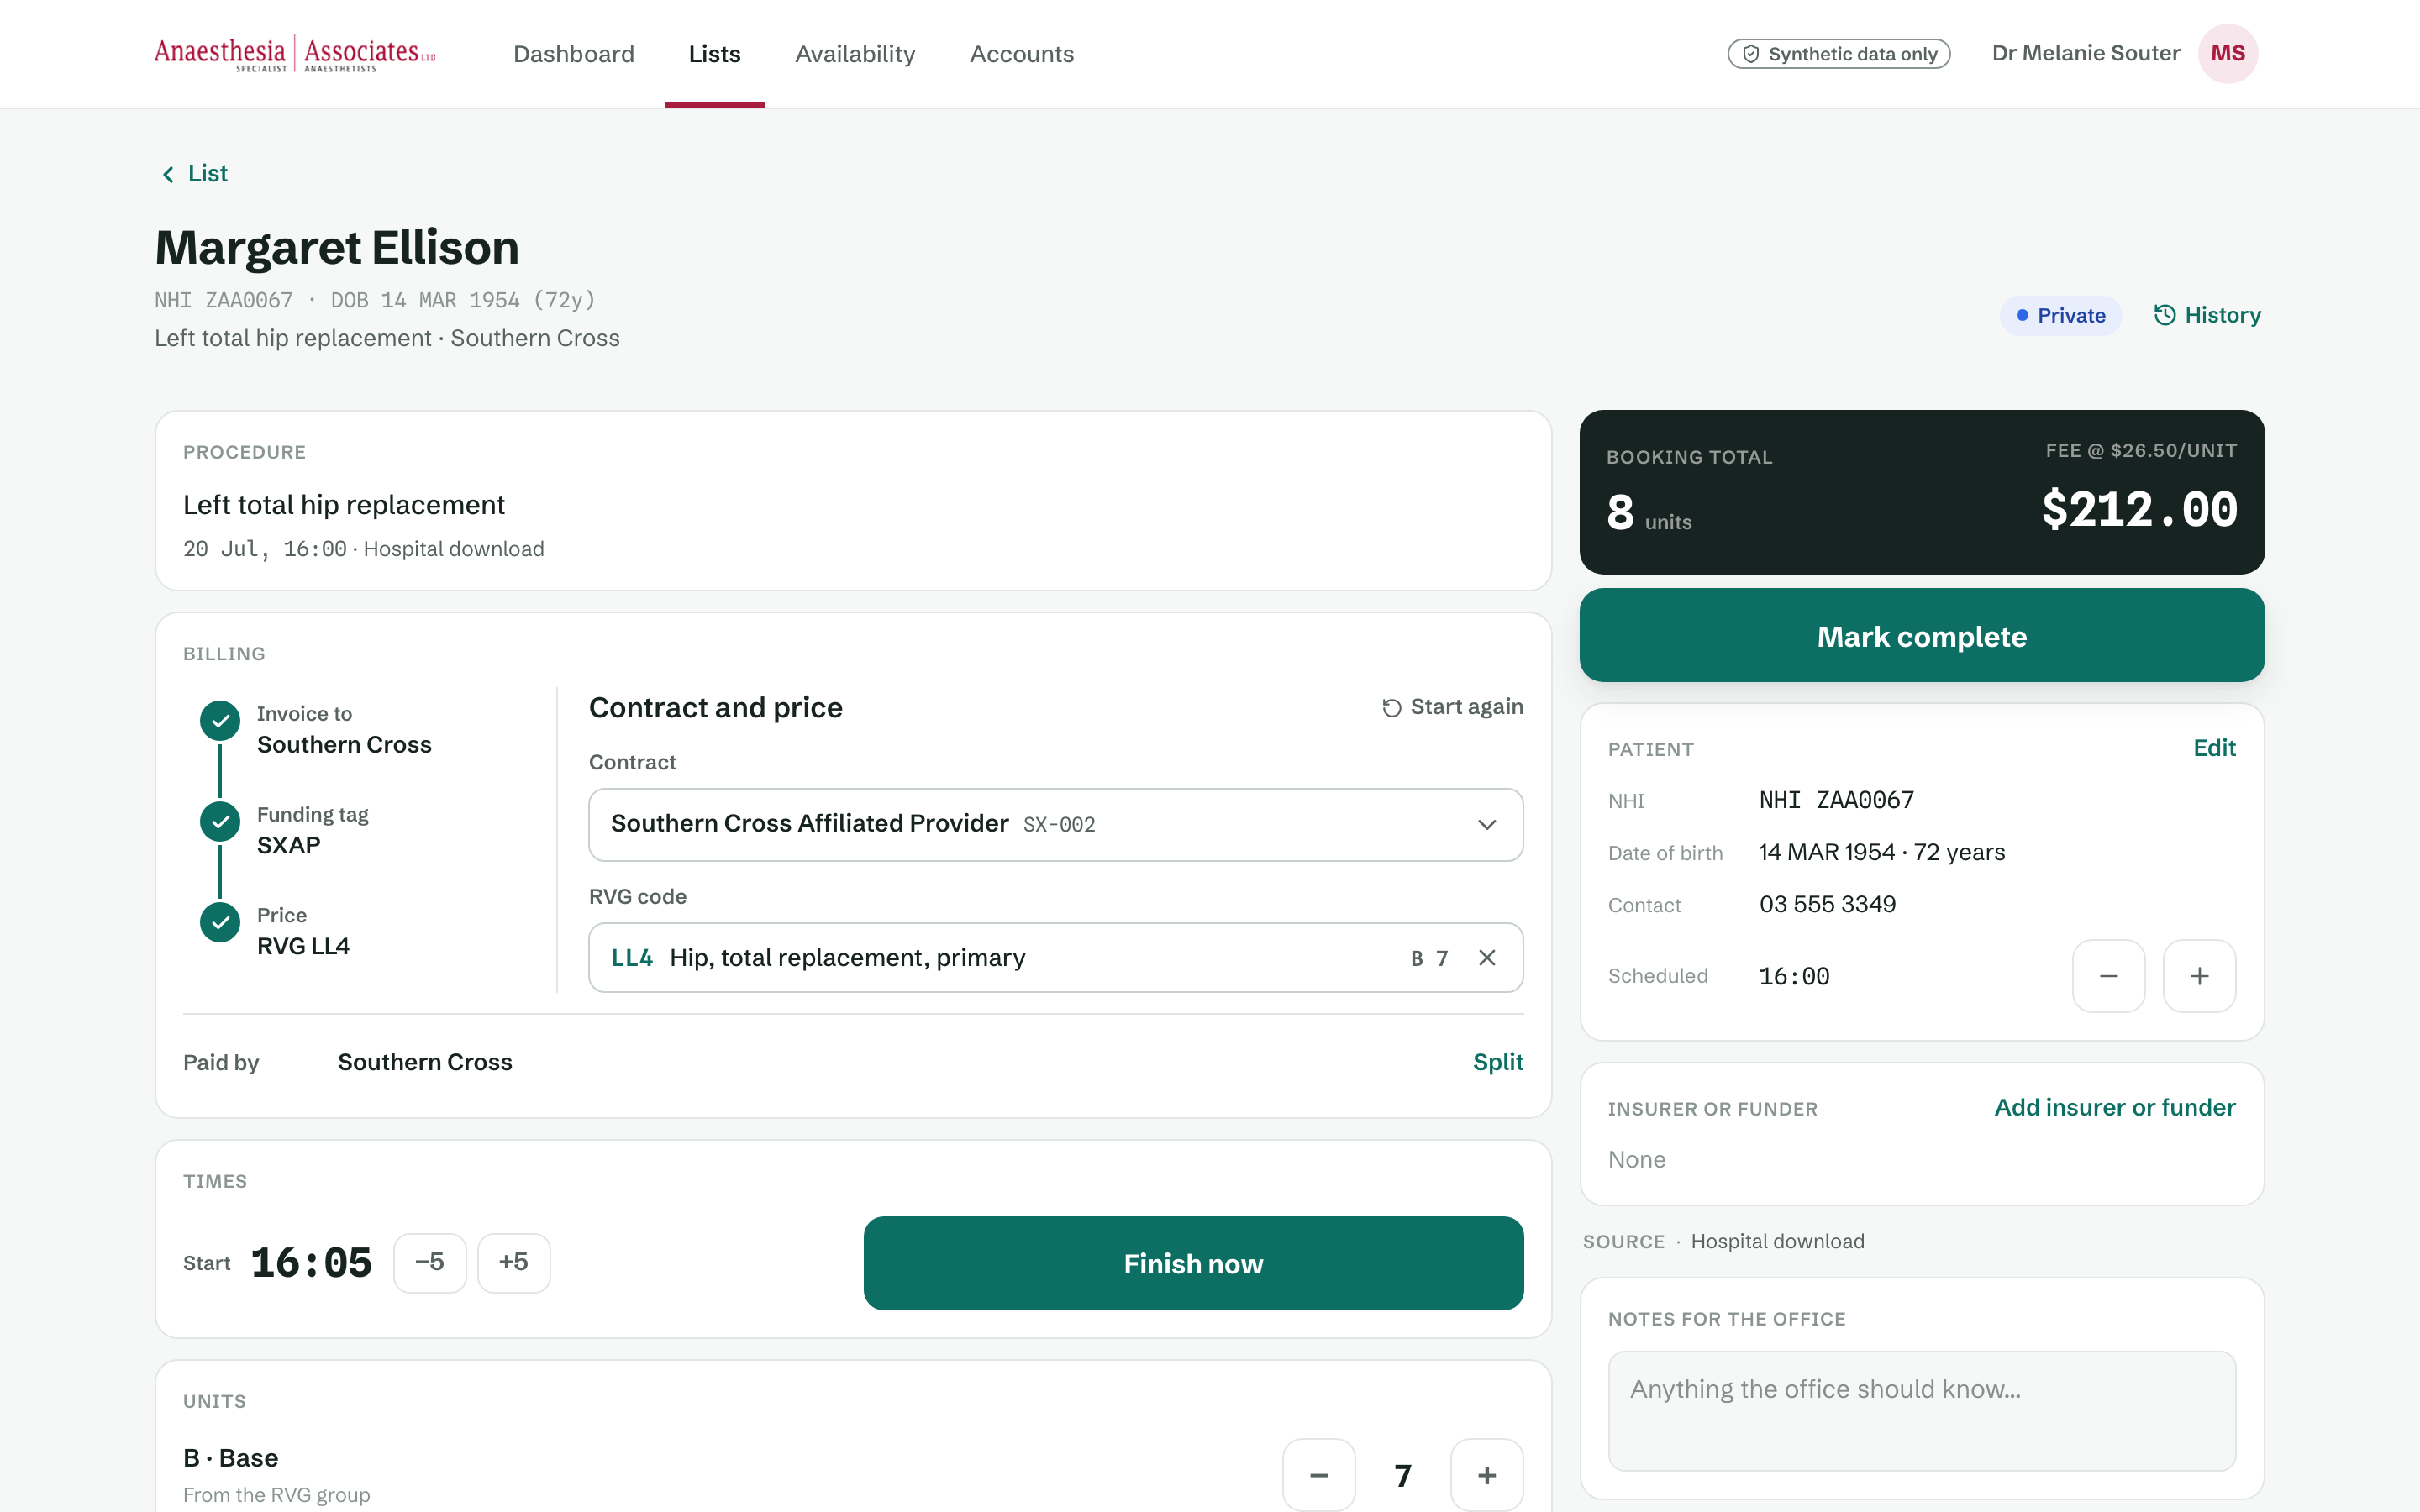 Anaesthesia Associates LTD
SPECIALIST ANAESTHETISTS
Dashboard
Lists
Availability
Accounts
Synthetic data only
Dr Melanie Souter
MS
List
Margaret Ellison
NHI ZAA0067 · DOB 14 MAR 1954 (72y)
Left total hip replacement · Southern Cross
Private
History
PROCEDURE
Left total hip replacement
20 Jul, 16:00 · Hospital download
BILLING
Invoice to
Southern Cross
Funding tag
SXAP
Price
RVG LL4
Contract and price
Start again
Contract
Southern Cross Affiliated Provider SX-002
RVG code
LL4 Hip, total replacement, primary B 7
Paid by Southern Cross
Split
TIMES
Start 16:05 −5 +5
Finish now
UNITS
B · Base
From the RVG group
− 7 +
BOOKING TOTAL
8 units
FEE @ $26.50/UNIT
$212.00
Mark complete
PATIENT
Edit
NHI NHI ZAA0067
Date of birth 14 MAR 1954 · 72 years
Contact 03 555 3349
Scheduled 16:00 − +
INSURER OR FUNDER
Add insurer or funder
None
SOURCE · Hospital download
NOTES FOR THE OFFICE
Anything the office should know...